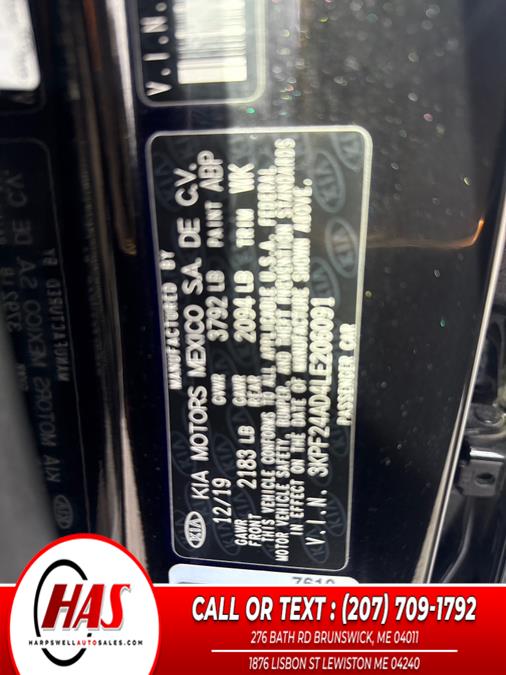 V.I.N.
MANUFACTURED BY
KIA KIA MOTORS MEXICO S.A. DE C.V.
12/19 GVWR 3792 LB PAINT ABP
GAWR FRONT 2183 LB GAWR REAR 2094 LB TRIM WK
THIS VEHICLE CONFORMS TO ALL APPLICABLE U.S.A. FEDERAL
MOTOR VEHICLE SAFETY, BUMPER, AND THEFT PREVENTION STANDARDS
IN EFFECT ON THE DATE OF MANUFACTURE SHOWN ABOVE.
V.I.N. 3KPF24AD4LE206091
PASSENGER CAR
7610
HAS
HARPSWELLAUTOSALES.COM
CALL OR TEXT : (207) 709-1792
276 BATH RD BRUNSWICK, ME 04011
1876 LISBON ST LEWISTON ME 04240